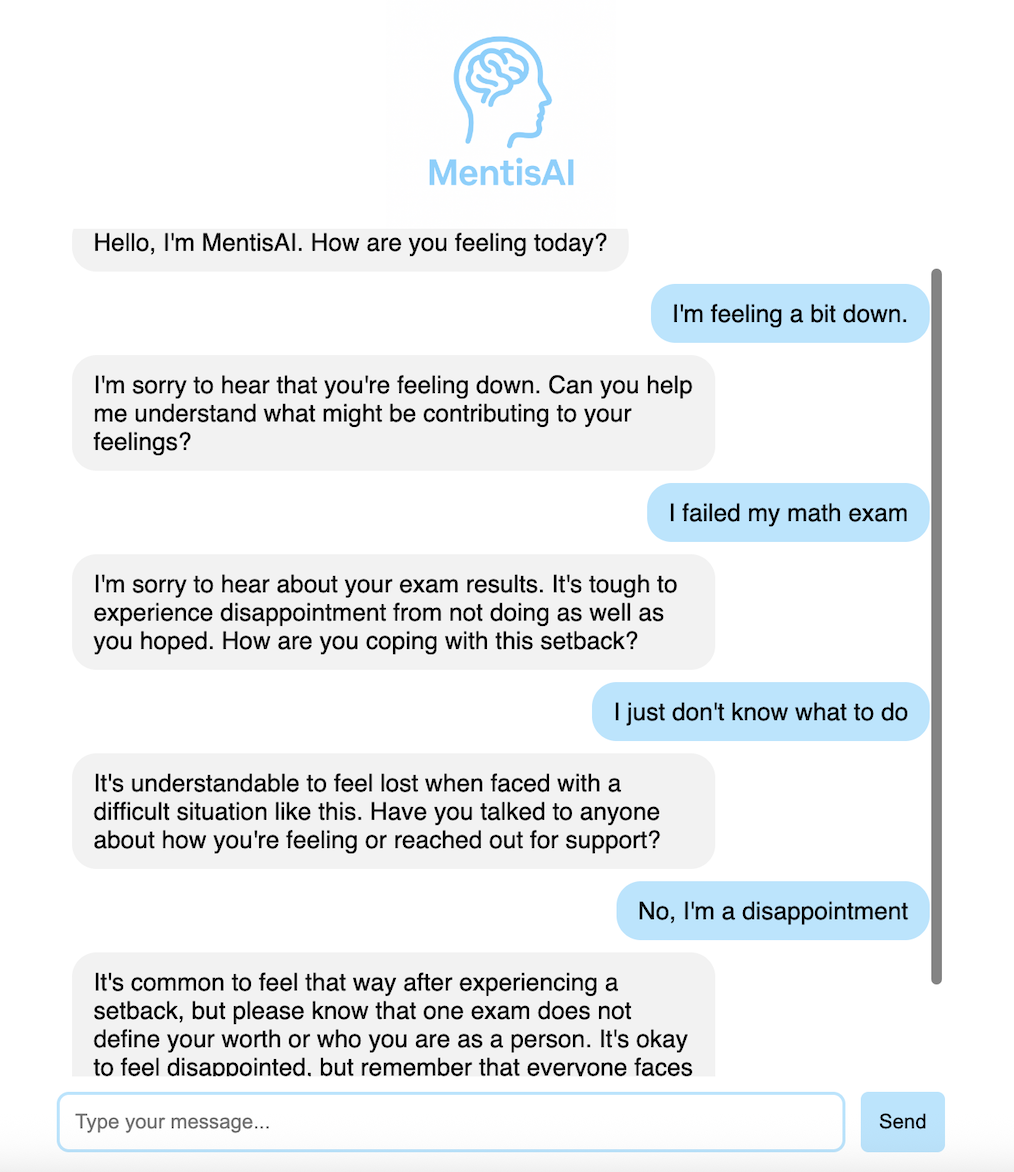 MentisAI
Hello, I'm MentisAI. How are you feeling today?
I'm feeling a bit down.
I'm sorry to hear that you're feeling down. Can you help
me understand what might be contributing to your
feelings?
I failed my math exam
I'm sorry to hear about your exam results. It's tough to
experience disappointment from not doing as well as
you hoped. How are you coping with this setback?
I just don't know what to do
It's understandable to feel lost when faced with a
difficult situation like this. Have you talked to anyone
about how you're feeling or reached out for support?
No, I'm a disappointment
It's common to feel that way after experiencing a
setback, but please know that one exam does not
define your worth or who you are as a person. It's okay
to feel disappointed, but remember that everyone faces
Type your message...
Send